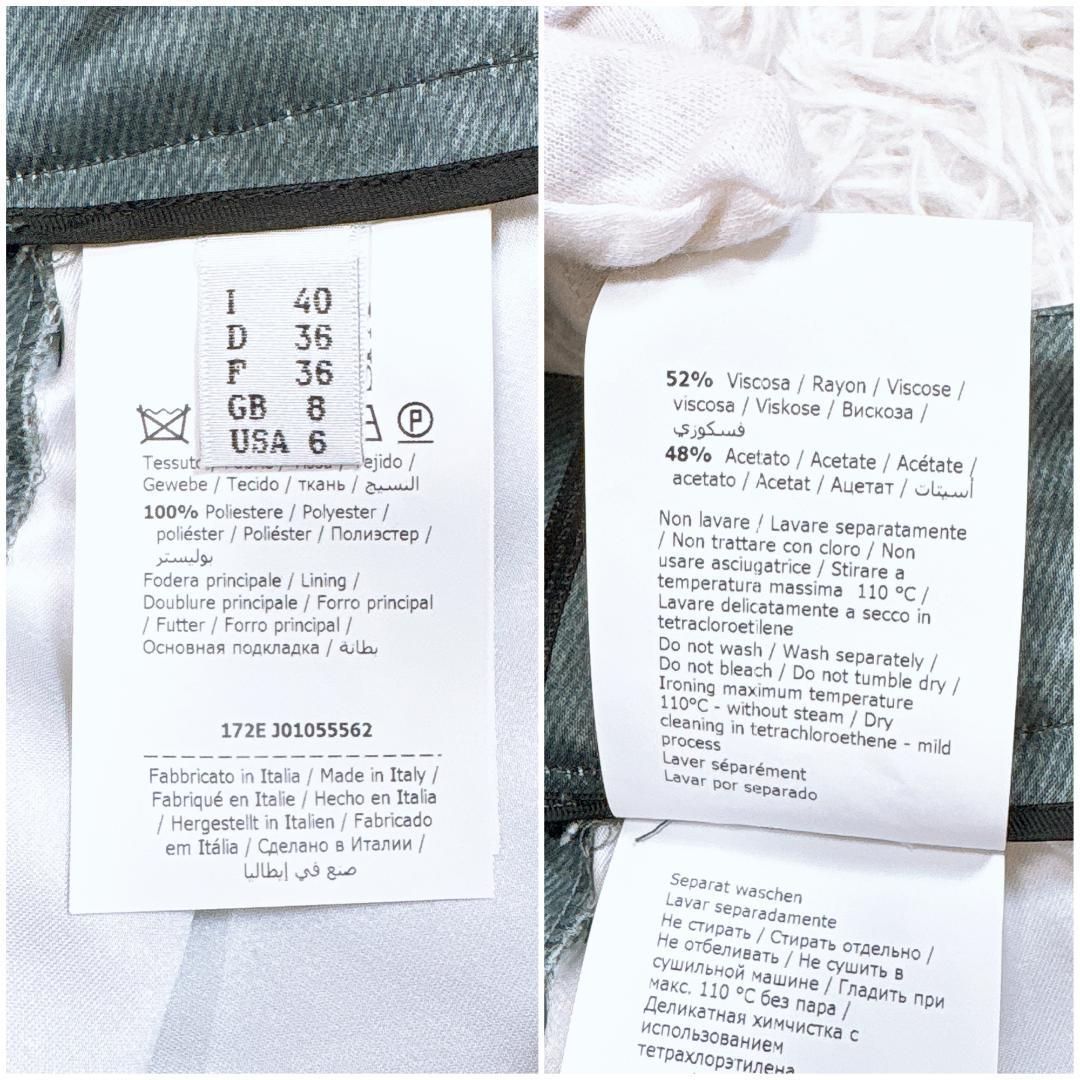 I 40
D 36
F 36
GB 8
USA 6
P
Tessuto / ejido /
Gewebe / Tecido / ткань / النسيج
100% Poliestere / Polyester /
poliéster / Poliéster / Полиэстер /
بوليستر
Fodera principale / Lining /
Doublure principale / Forro principal
/ Futter / Forro principal /
Основная подкладка / بطانة
172E J01055562
Fabbricato in Italia / Made in Italy /
Fabriqué en Italie / Hecho en Italia
/ Hergestellt in Italien / Fabricado
em Itália / Сделано в Италии /
صنع في إيطاليا
52% Viscosa / Rayon / Viscose /
viscosa / Viskose / Вискоза /
فسكوزي
48% Acetato / Acetate / Acétate /
acetato / Acetat / Ацетат / أسيتات
Non lavare / Lavare separatamente
/ Non trattare con cloro / Non
usare asciugatrice / Stirare a
temperatura massima 110 °C /
Lavare delicatamente a secco in
tetracloroetilene
Do not wash / Wash separately /
Do not bleach / Do not tumble dry /
Ironing maximum temperature
110°C - without steam / Dry
cleaning in tetrachloroethene - mild
process
Laver séparément
Lavar por separado
Separat waschen
Lavar separadamente
Не стирать / Стирать отдельно /
Не отбеливать / Не сушить в
сушильной машине / Гладить при
макс. 110 °C без пара /
Деликатная химчистка с
использованием
тетрахлорэтилена